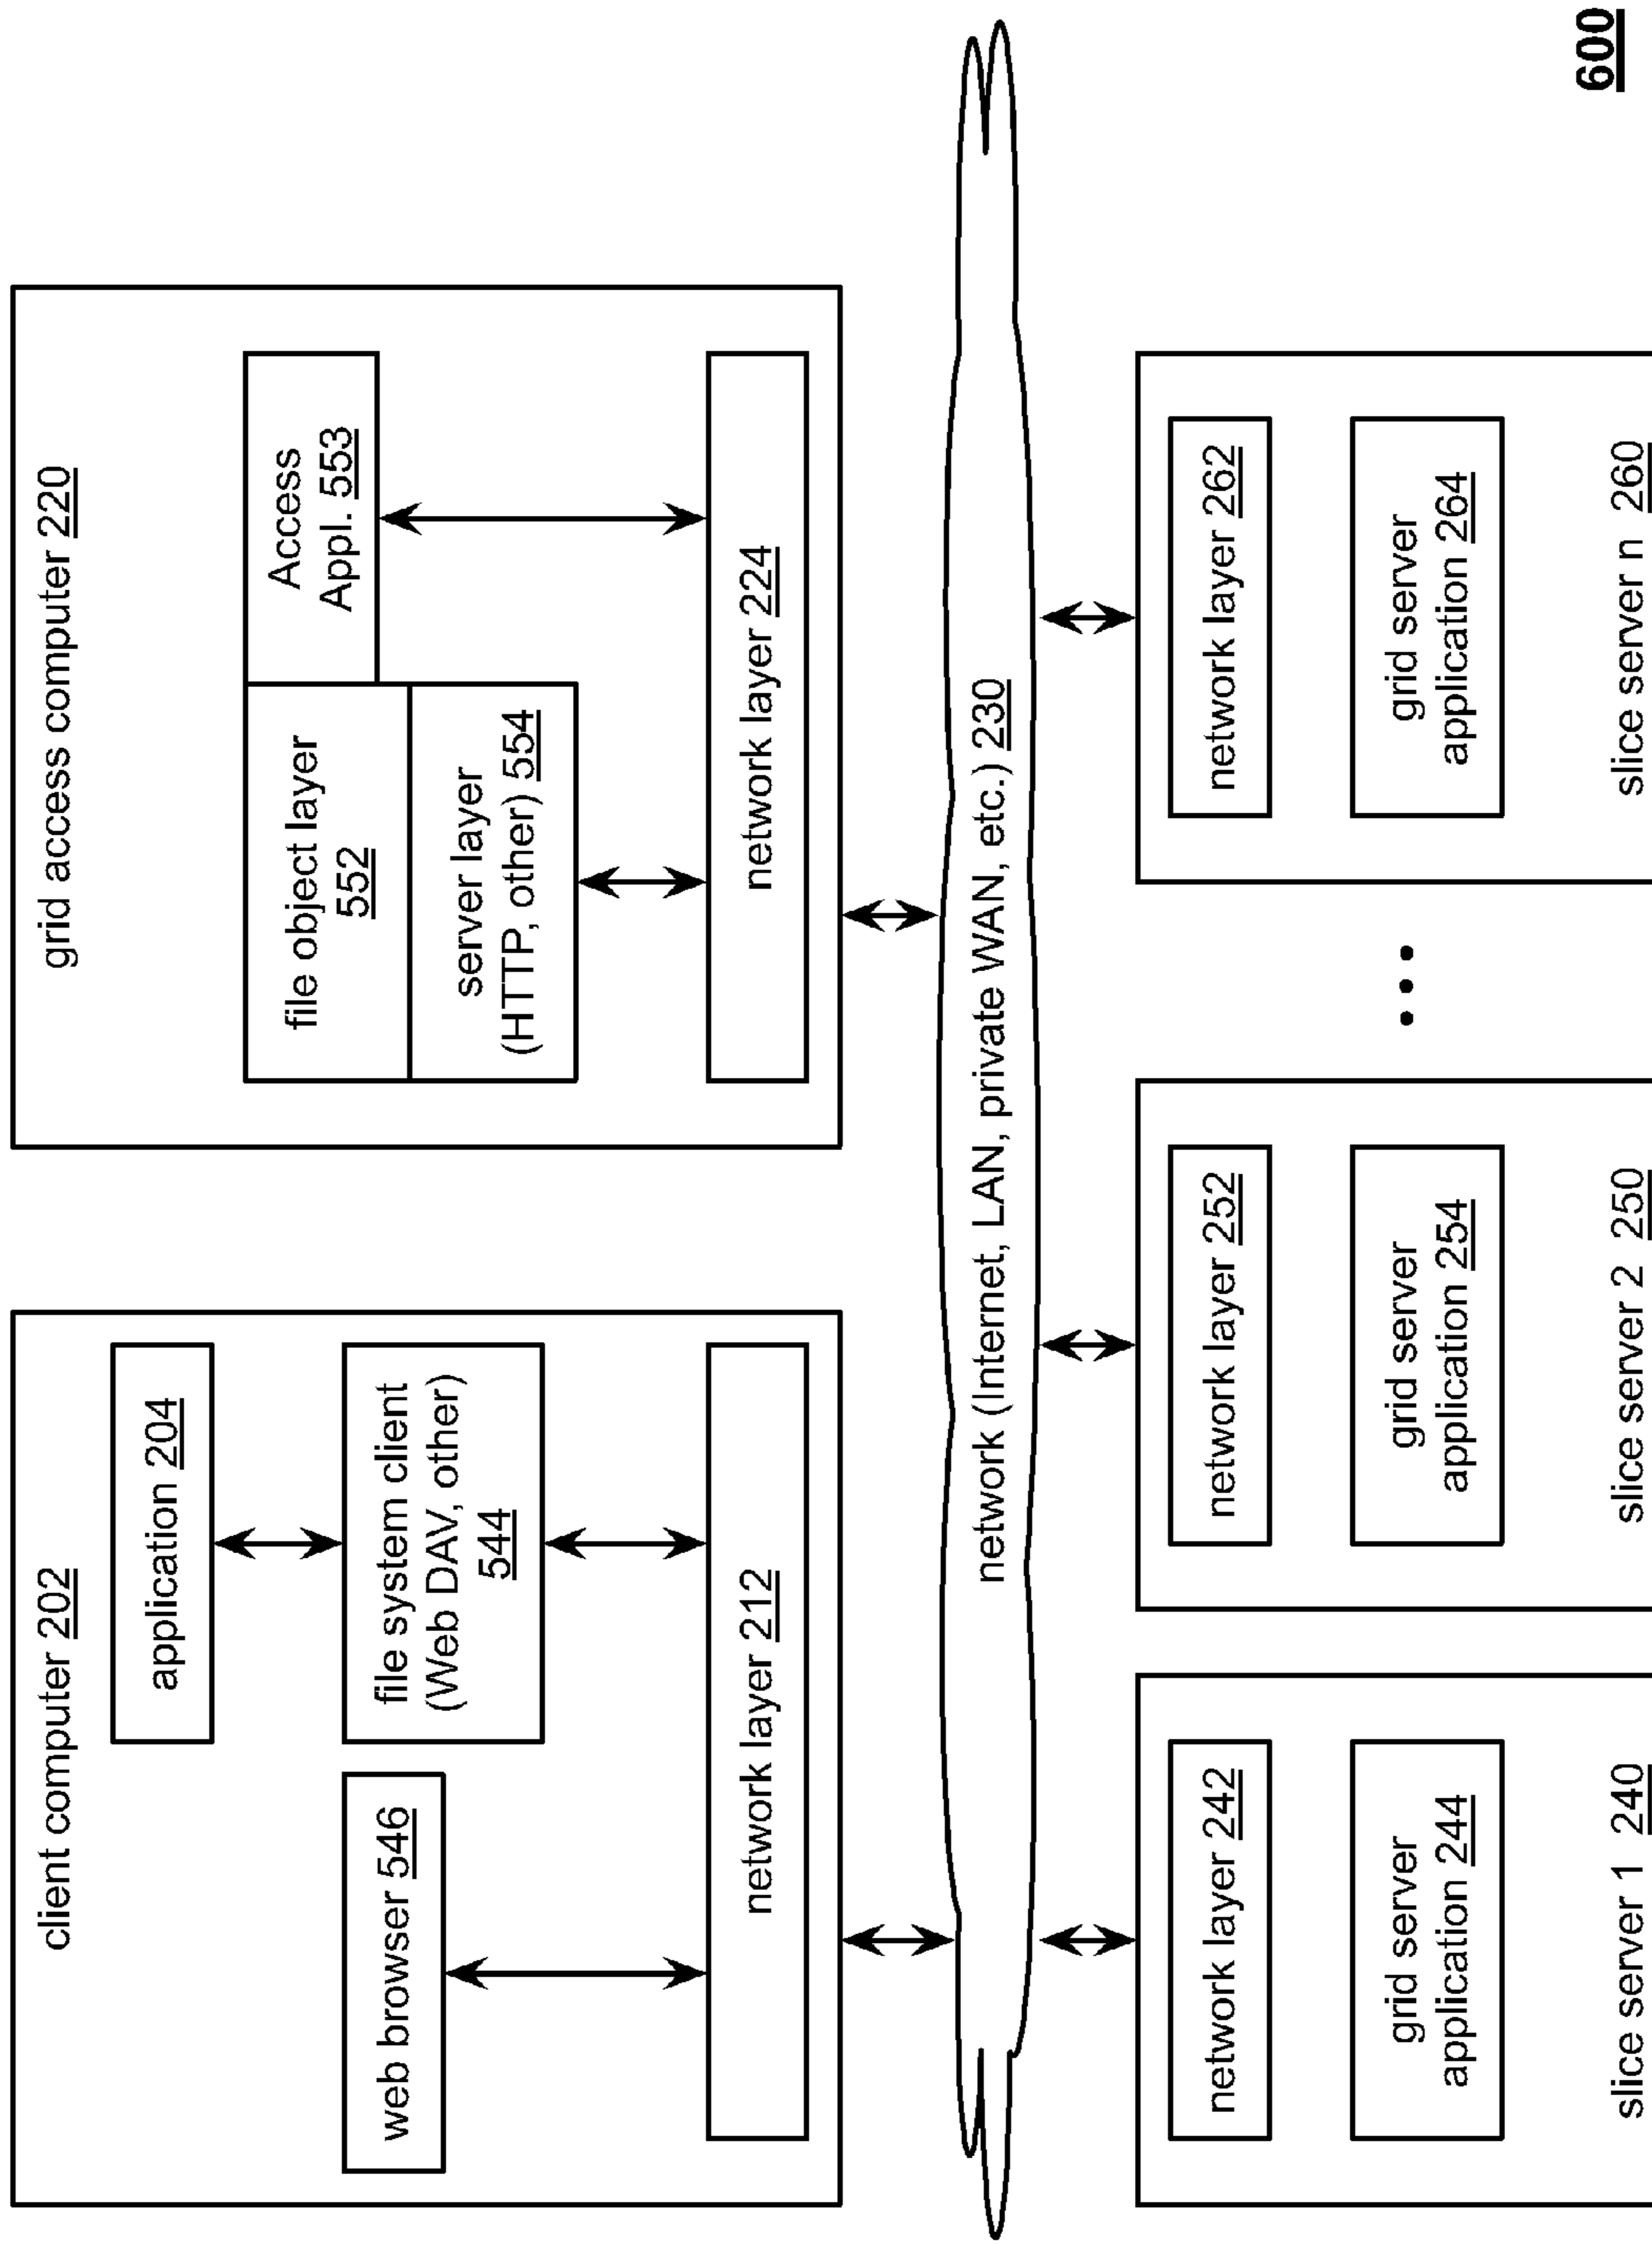 client computer 202
application 204
web browser 546
file system client
(Web DAV, other)
544
network layer 212
grid access computer 220
file object layer
552
Access
Appl. 553
server layer
(HTTP, other) 554
network layer 224
network (Internet, LAN, private WAN, etc.) 230
network layer 242
grid server
application 244
slice server 1 240
network layer 252
grid server
application 254
slice server 2 250
...
network layer 262
grid server
application 264
slice server n 260
600